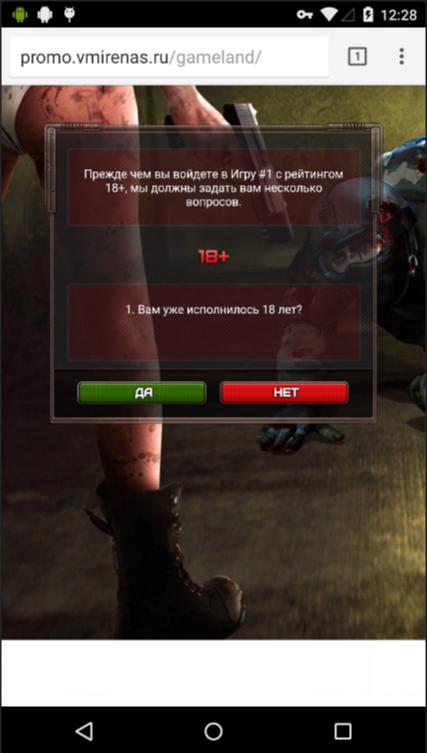 12:28
promo.vmirenas.ru/gameland/
1
Прежде чем вы войдете в Игру #1 с рейтингом
18+, мы должны задать вам несколько
вопросов.
18+
1. Вам уже исполнилось 18 лет?
ДА
НЕТ